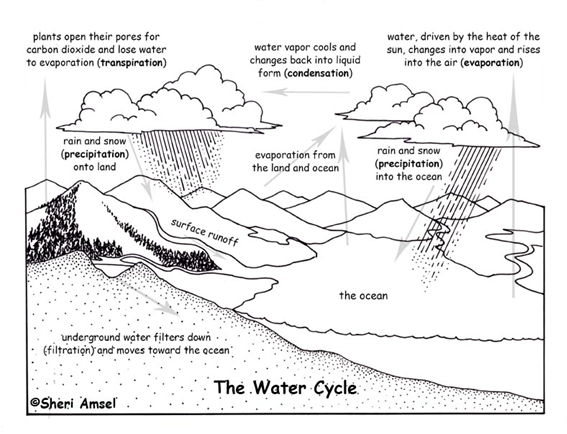 plants open their pores for
carbon dioxide and lose water
to evaporation (transpiration)
water vapor cools and
changes back into liquid
form (condensation)
water, driven by the heat of the
sun, changes into vapor and rises
into the air (evaporation)
rain and snow
(precipitation)
onto land
evaporation from
the land and ocean
rain and snow
(precipitation)
into the ocean
surface runoff
the ocean
underground water filters down
(filtration) and moves toward the ocean
The Water Cycle
©Sheri Amsel